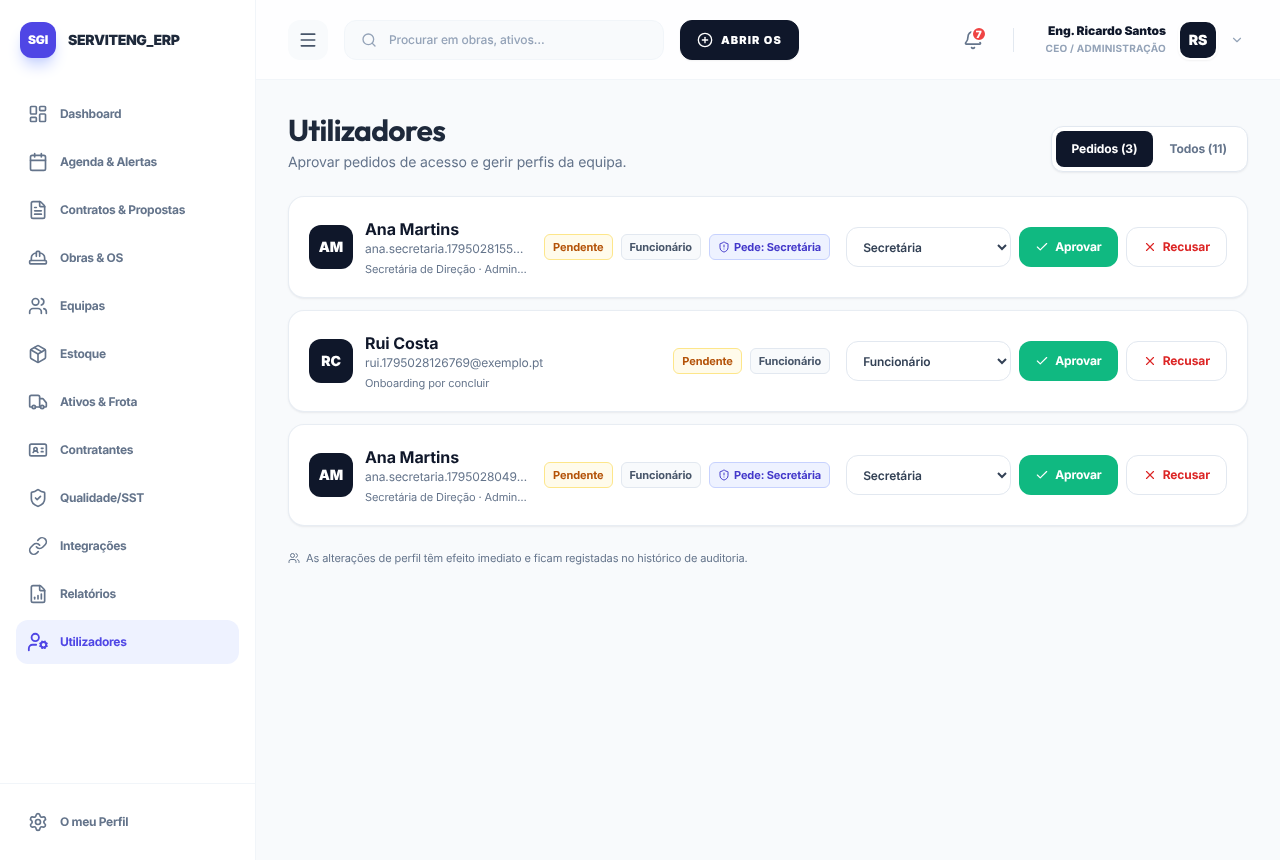 SGI SERVITENG_ERP
Procurar em obras, ativos...
ABRIR OS
7
Eng. Ricardo Santos
CEO / ADMINISTRAÇÃO
RS
Dashboard
Agenda & Alertas
Contratos & Propostas
Obras & OS
Equipas
Estoque
Ativos & Frota
Contratantes
Qualidade/SST
Integrações
Relatórios
Utilizadores
O meu Perfil
Utilizadores
Aprovar pedidos de acesso e gerir perfis da equipa.
Pedidos (3) Todos (11)
AM
Ana Martins
ana.secretaria.1795028155...
Secretária de Direção · Admin...
Pendente Funcionário Pede: Secretária Secretária Aprovar Recusar
RC
Rui Costa
rui.1795028126769@exemplo.pt
Onboarding por concluir
Pendente Funcionário Funcionário Aprovar Recusar
AM
Ana Martins
ana.secretaria.1795028049...
Secretária de Direção · Admin...
Pendente Funcionário Pede: Secretária Secretária Aprovar Recusar
As alterações de perfil têm efeito imediato e ficam registadas no histórico de auditoria.